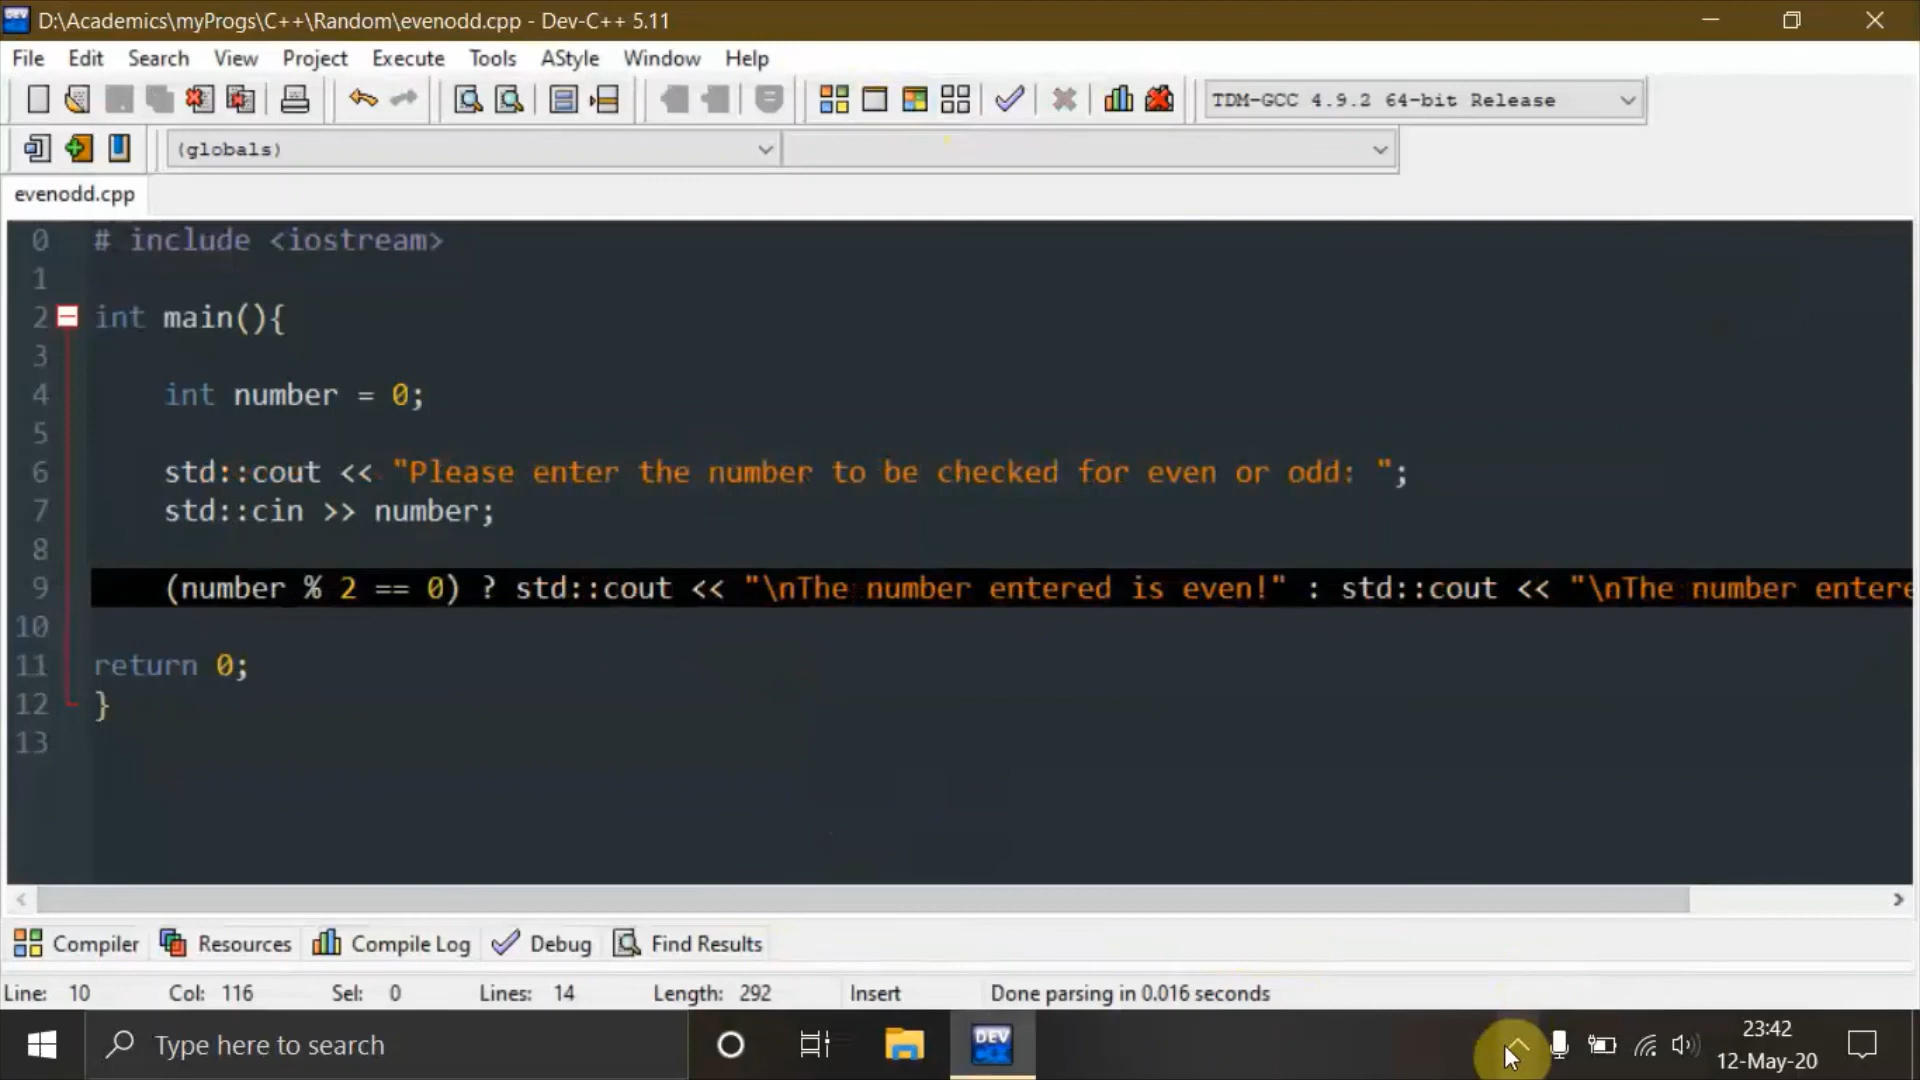 D:\Academics\myProgs\C++\Random\evenodd.cpp - Dev-C++ 5.11
File Edit Search View Project Execute Tools AStyle Window Help
TDM-GCC 4.9.2 64-bit Release
(globals)
evenodd.cpp
0 # include <iostream>
1
2 int main(){
3
4 int number = 0;
5
6 std::cout << "Please enter the number to be checked for even or odd: ";
7 std::cin >> number;
8
9 (number % 2 == 0) ? std::cout << "\nThe number entered is even!" : std::cout << "\nThe number entere
10
11 return 0;
12 }
13
Compiler Resources Compile Log Debug Find Results
Line: 10 Col: 116 Sel: 0 Lines: 14 Length: 292 Insert Done parsing in 0.016 seconds
Type here to search
DEV
23:42
12-May-20